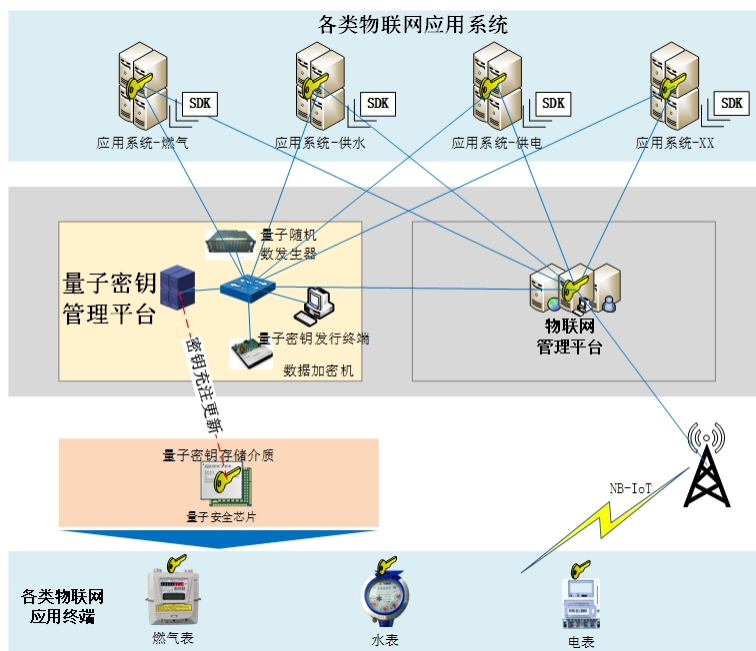 各类物联网应用系统
SDK
SDK
SDK
SDK
应用系统-燃气
应用系统-供水
应用系统-供电
应用系统-XX
量子随机
数发生器
量子密钥
管理平台
量子密钥发行终端
数据加密机
物联网
管理平台
密钥充注更新
量子密钥存储介质
量子安全芯片
NB-IoT
各类物联网
应用终端
燃气表
水表
电表